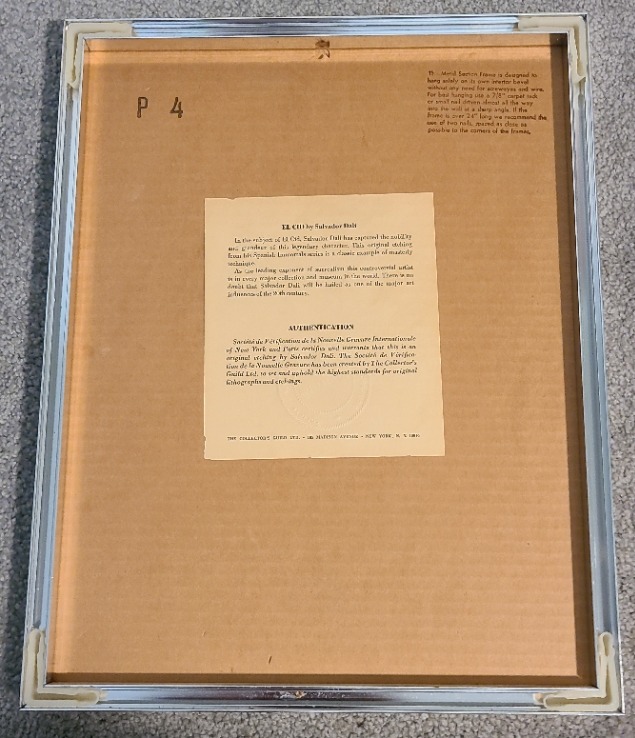 P 4
This Metal Section Frame is designed to
hang solely on its own interior bevel
without any need for screweyes and wire.
For best hanging use a 7/8" carpet tack
or small nail driven almost all the way
into the wall at a steep angle. If the
frame is over 24" long we recommend the
use of two nails, spaced as close as
possible to the corners of the frames.
EL CID by Salvador Dali
In the subject of El Cid, Salvador Dali has captured the nobility
and grandeur of this legendary character. This original etching
from his Spanish Immortals series is a classic example of masterly
technique.
As the leading exponent of surrealism this controversial artist
is in every major collection and museum in the world. There is no
doubt that Salvador Dali will be hailed as one of the major art
influences of the 20th century.
AUTHENTICATION
Société de Vérification de la Nouvelle Gravure Internationale
of New York and Paris certifies and warrants that this is an
original etching by Salvador Dali. The Société de Vérifica-
tion de la Nouvelle Gravure has been created by The Collector's
Guild Ltd. to set and uphold the highest standards for original
lithographs and etchings.
THE COLLECTOR'S GUILD LTD. • MADISON AVENUE • NEW YORK, N. Y.